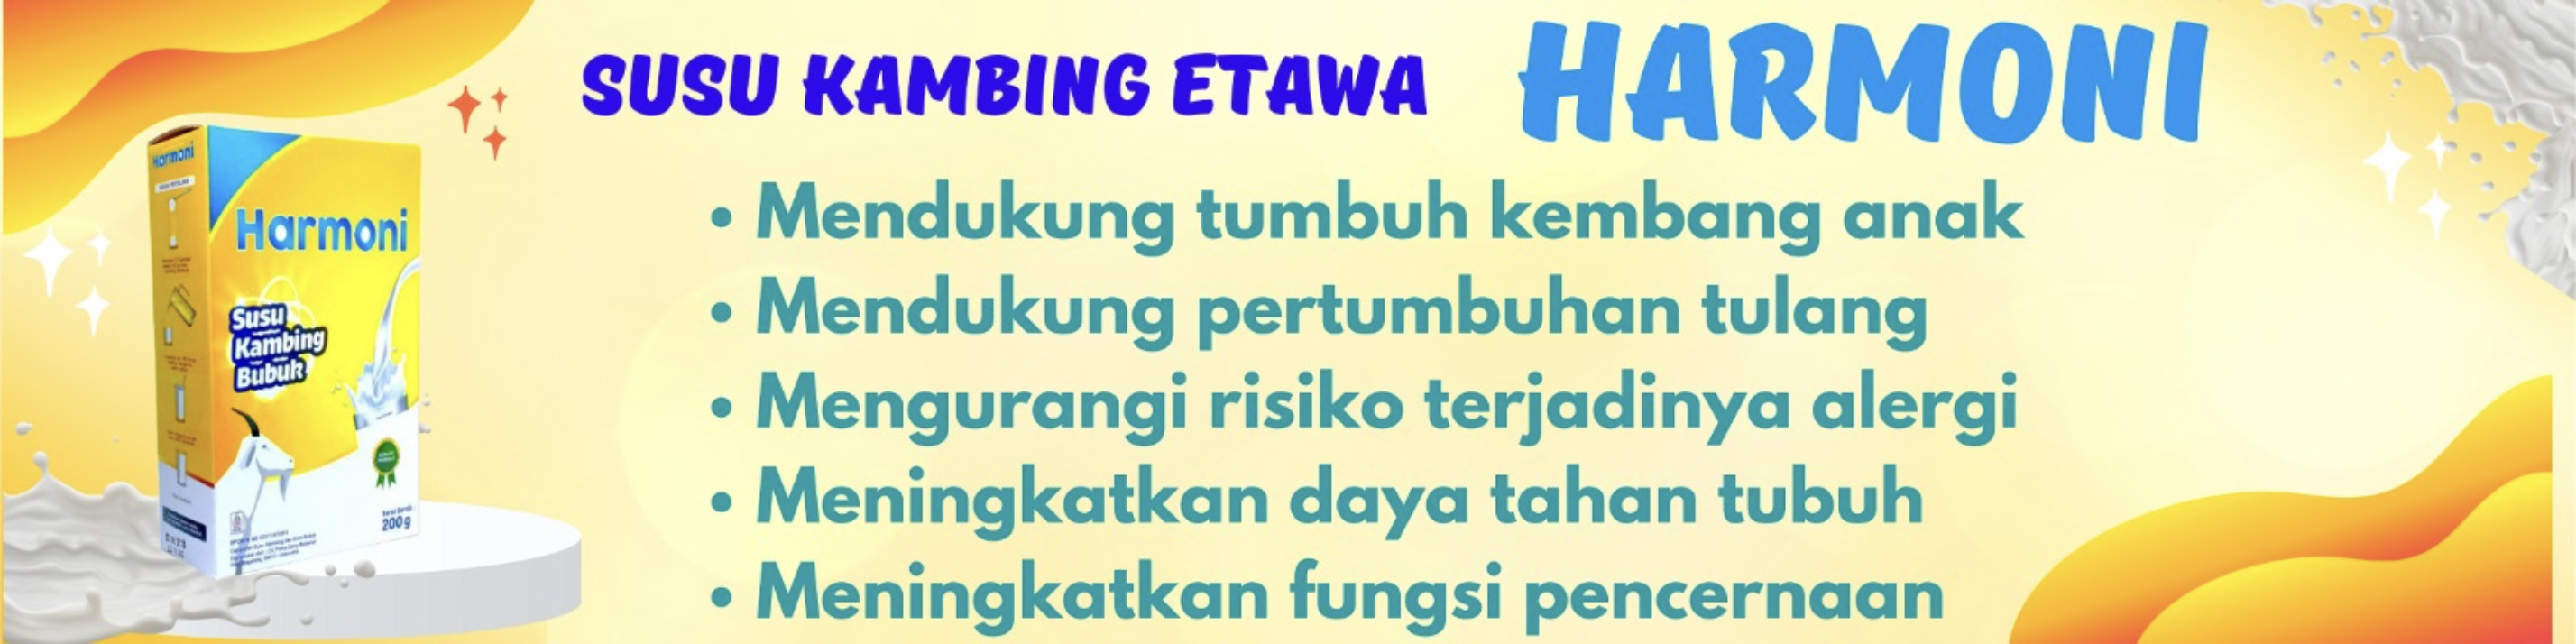 SUSU KAMBING ETAWA HARMONI
• Mendukung tumbuh kembang anak
• Mendukung pertumbuhan tulang
• Mengurangi risiko terjadinya alergi
• Meningkatkan daya tahan tubuh
• Meningkatkan fungsi pencernaan
Harmoni
Harmoni
Susu
Kambing
Bubuk
200g